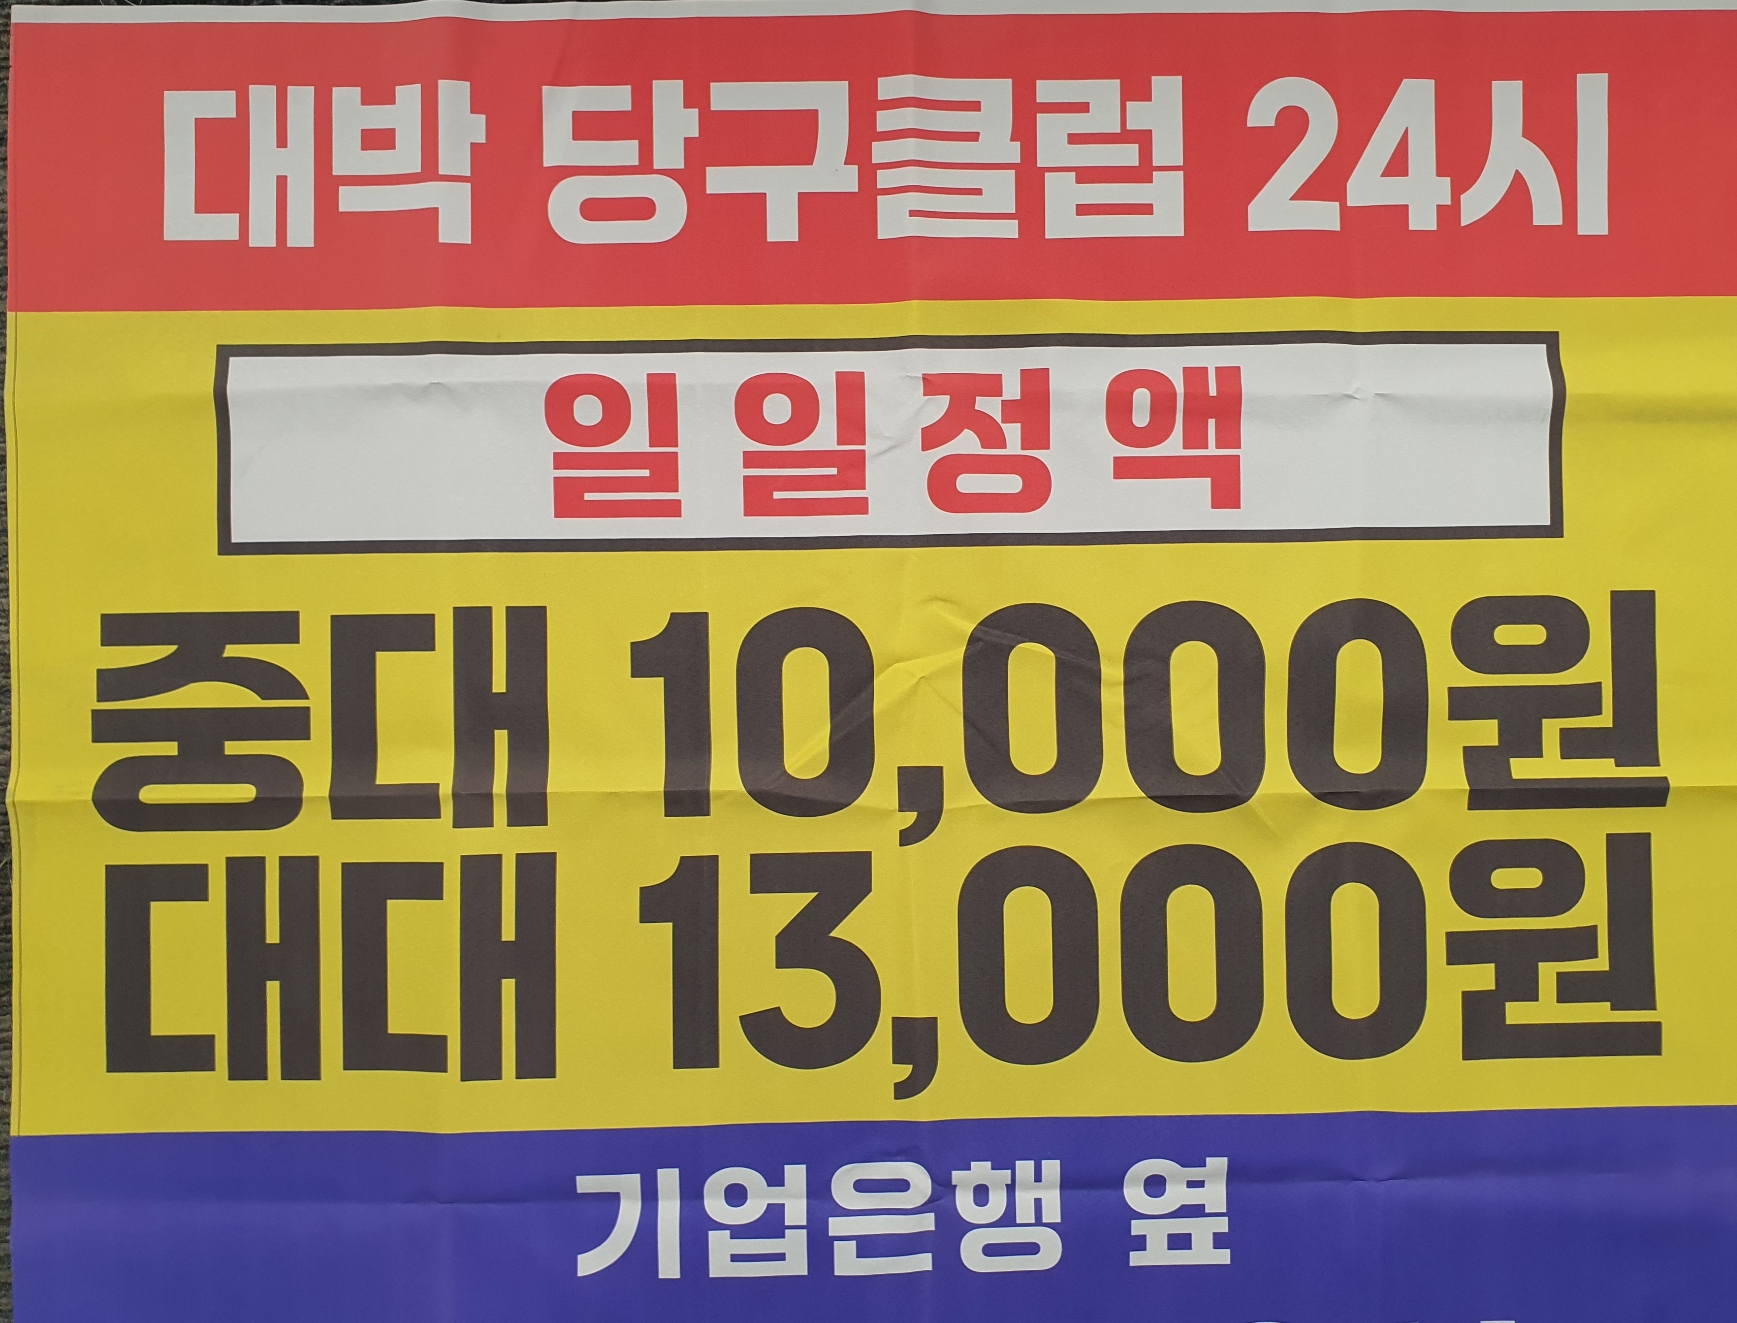 대박 당구클럽 24시
일일정액
중대 10,000원
대대 13,000원
기업은행 옆